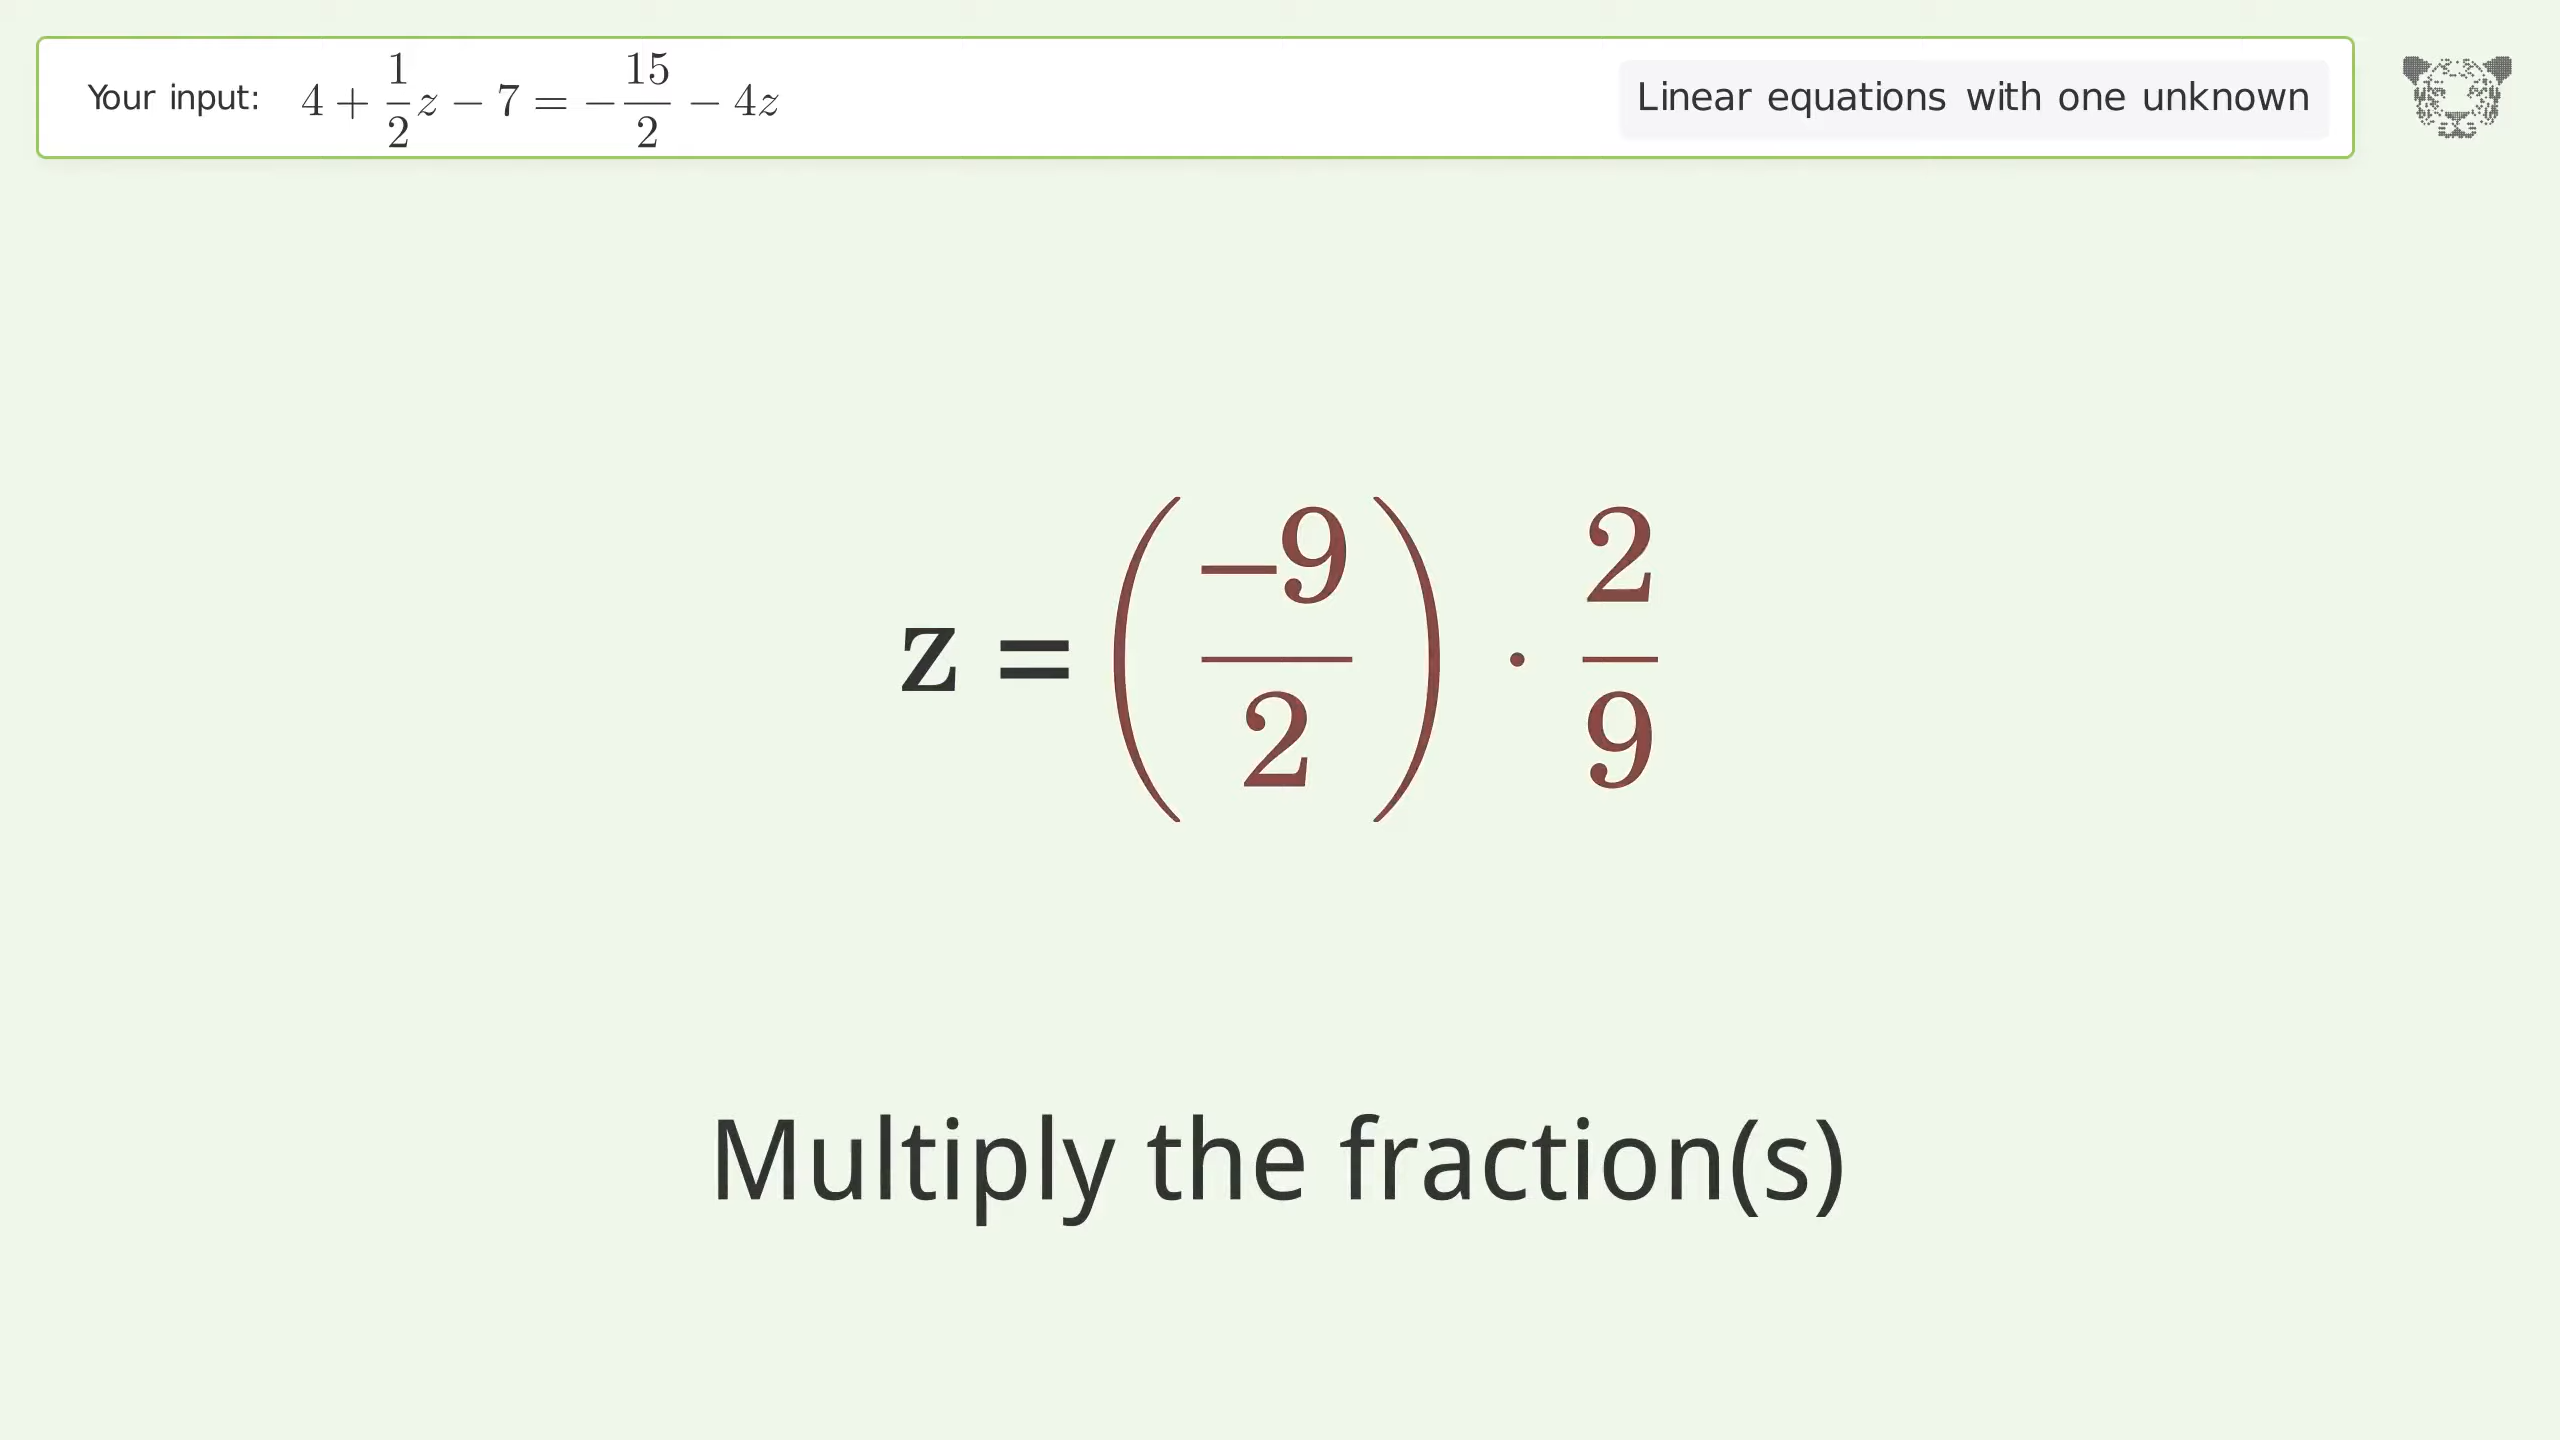 Your input: 4 + 1/2 z − 7 = − 15/2 − 4z
Linear equations with one unknown
z = (−9/2) · 2/9
Multiply the fraction(s)